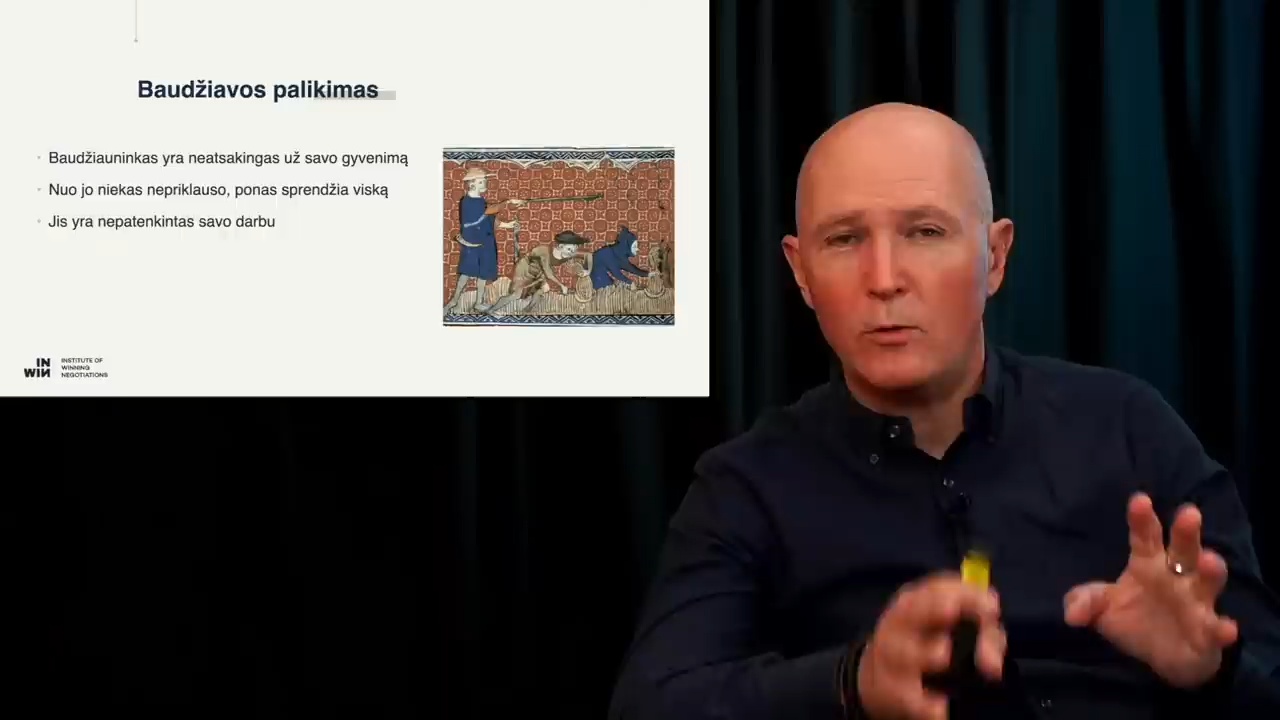 Baudžiavos palikimas
Baudžiauninkas yra neatsakingas už savo gyvenimą
Nuo jo niekas nepriklauso, ponas sprendžia viską
Jis yra nepatenkintas savo darbu
IN
WIN
INSTITUTE OF
WINNING
NEGOTIATIONS